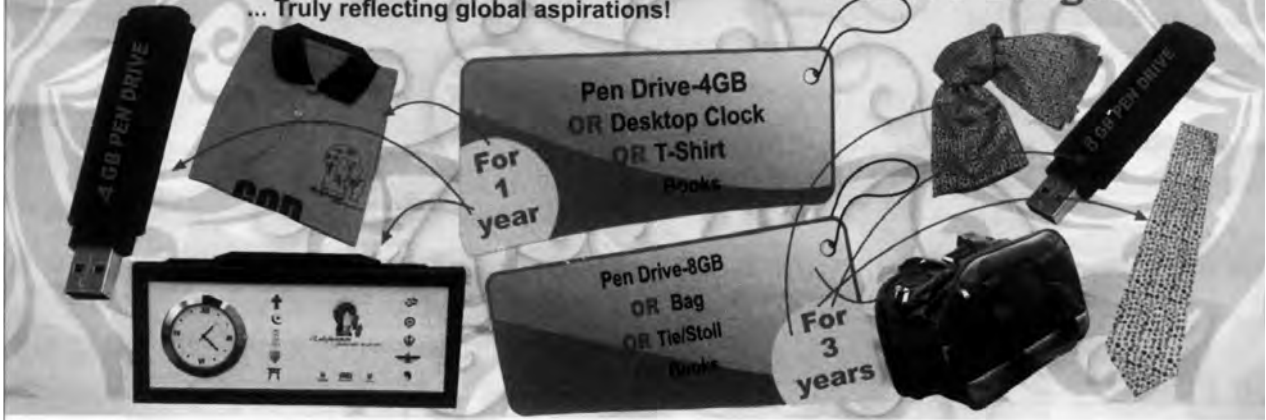 ... Truly reflecting global aspirations!
4 GB PEN DRIVE
GOD
Pen Drive-4GB
OR Desktop Clock
OR T-Shirt
Books
For
1
year
8 GB PEN DRIVE
Pen Drive-8GB
OR Bag
OR Tie/Stoll
Books
For
3
years